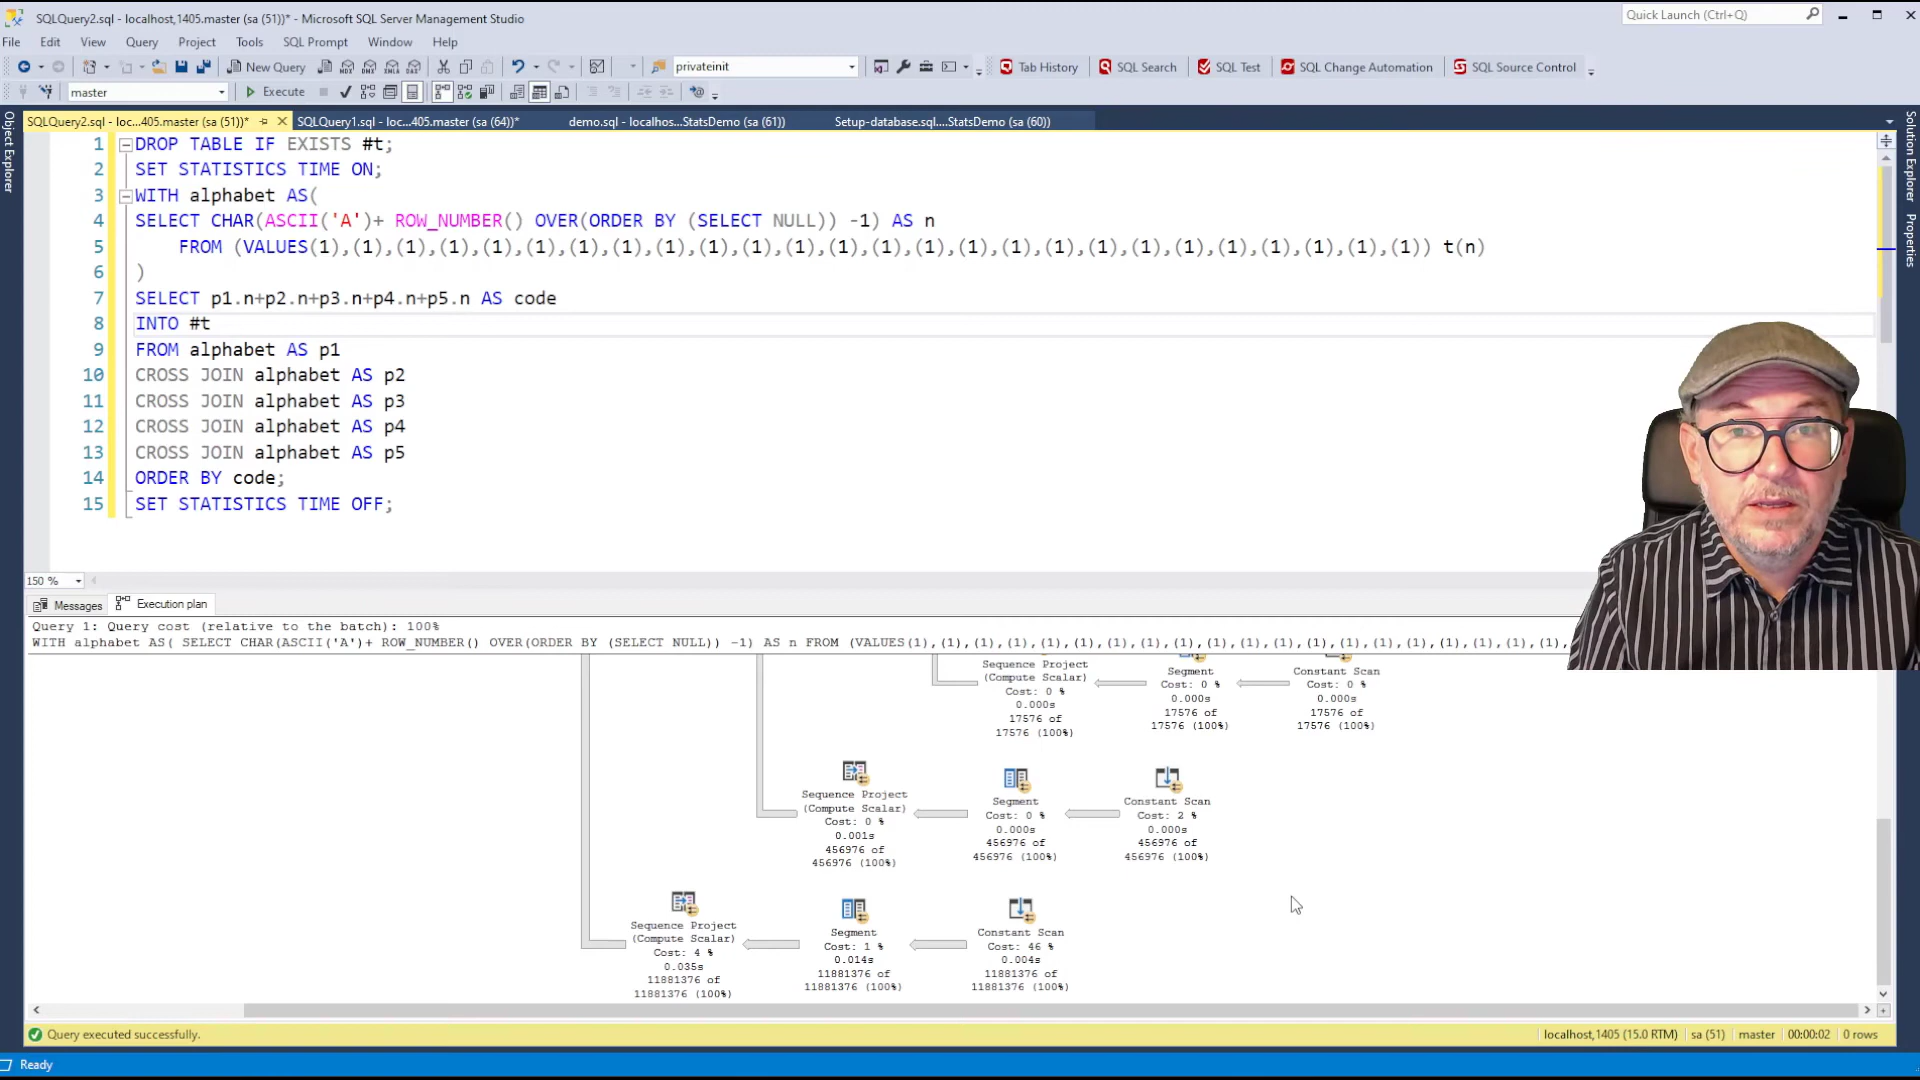 SQLQuery2.sql - localhost,1405.master (sa (51))* - Microsoft SQL Server Management Studio
Quick Launch (Ctrl+Q)
File Edit View Query Project Tools SQL Prompt Window Help
New Query privateinit Tab History SQL Search SQL Test SQL Change Automation SQL Source Control
master Execute
SQLQuery2.sql - loc...405.master (sa (51))* SQLQuery1.sql - loc...405.master (sa (64))* demo.sql - localhos...StatsDemo (sa (61)) Setup-database.sql....StatsDemo (sa (60))
Object Explorer
Solution Explorer
Properties
1 DROP TABLE IF EXISTS #t;
2 SET STATISTICS TIME ON;
3 WITH alphabet AS(
4 SELECT CHAR(ASCII('A')+ ROW_NUMBER() OVER(ORDER BY (SELECT NULL)) -1) AS n
5 FROM (VALUES(1),(1),(1),(1),(1),(1),(1),(1),(1),(1),(1),(1),(1),(1),(1),(1),(1),(1),(1),(1),(1),(1),(1),(1),(1),(1)) t(n)
6 )
7 SELECT p1.n+p2.n+p3.n+p4.n+p5.n AS code
8 INTO #t
9 FROM alphabet AS p1
10 CROSS JOIN alphabet AS p2
11 CROSS JOIN alphabet AS p3
12 CROSS JOIN alphabet AS p4
13 CROSS JOIN alphabet AS p5
14 ORDER BY code;
15 SET STATISTICS TIME OFF;
150 %
Messages Execution plan
Query 1: Query cost (relative to the batch): 100%
WITH alphabet AS( SELECT CHAR(ASCII('A')+ ROW_NUMBER() OVER(ORDER BY (SELECT NULL)) -1) AS n FROM (VALUES(1),(1),(1),(1),(1),(1),(1),(1),(1),(1),(1),(1),(1),(1),(1),(1),(1),(1),(1),(1),
Sequence Project
(Compute Scalar)
Cost: 0 %
0.000s
17576 of
17576 (100%)
Segment
Cost: 0 %
0.000s
17576 of
17576 (100%)
Constant Scan
Cost: 0 %
0.000s
17576 of
17576 (100%)
Sequence Project
(Compute Scalar)
Cost: 0 %
0.001s
456976 of
456976 (100%)
Segment
Cost: 0 %
0.000s
456976 of
456976 (100%)
Constant Scan
Cost: 2 %
0.000s
456976 of
456976 (100%)
Sequence Project
(Compute Scalar)
Cost: 4 %
0.035s
11881376 of
11881376 (100%)
Segment
Cost: 1 %
0.014s
11881376 of
11881376 (100%)
Constant Scan
Cost: 46 %
0.004s
11881376 of
11881376 (100%)
Query executed successfully. localhost,1405 (15.0 RTM) sa (51) master 00:00:02 0 rows
Ready